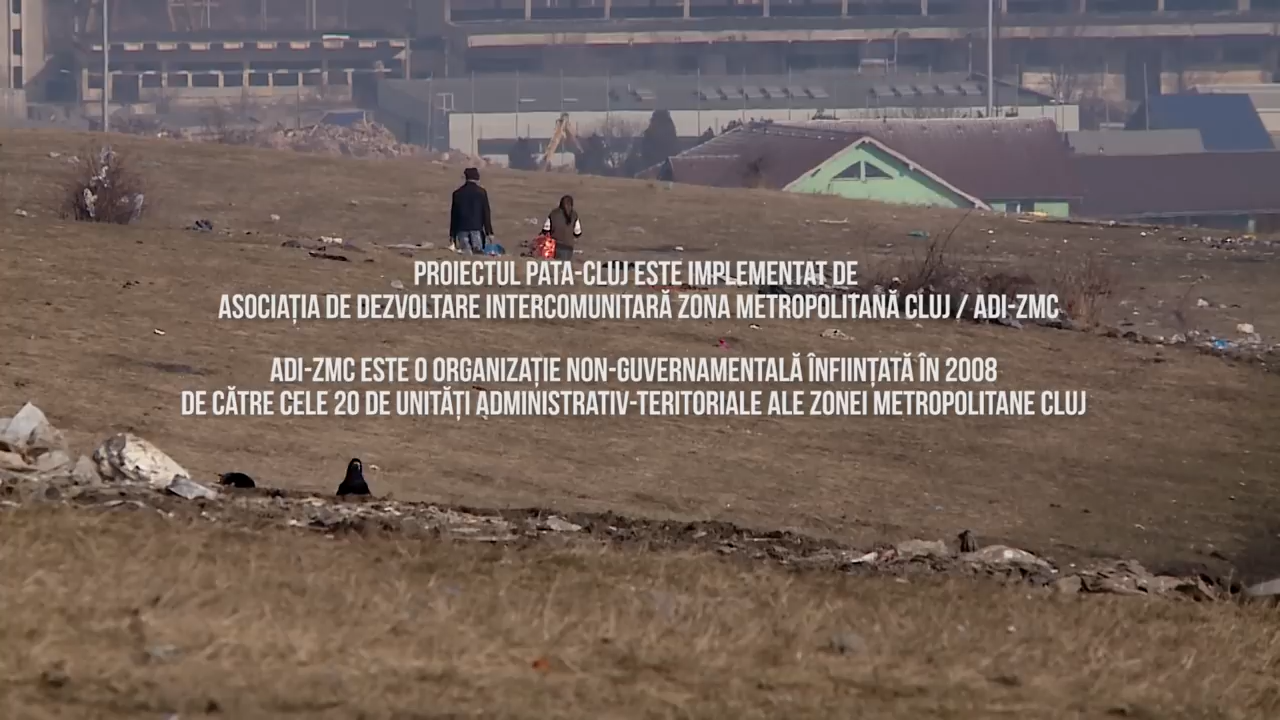 PROIECTUL PATA-CLUJ ESTE IMPLEMENTAT DE
ASOCIAȚIA DE DEZVOLTARE INTERCOMUNITARĂ ZONA METROPOLITANĂ CLUJ / ADI-ZMC
ADI-ZMC ESTE O ORGANIZAȚIE NON-GUVERNAMENTALĂ ÎNFIINȚATĂ ÎN 2008
DE CĂTRE CELE 20 DE UNITĂȚI ADMINISTRATIV-TERITORIALE ALE ZONEI METROPOLITANE CLUJ